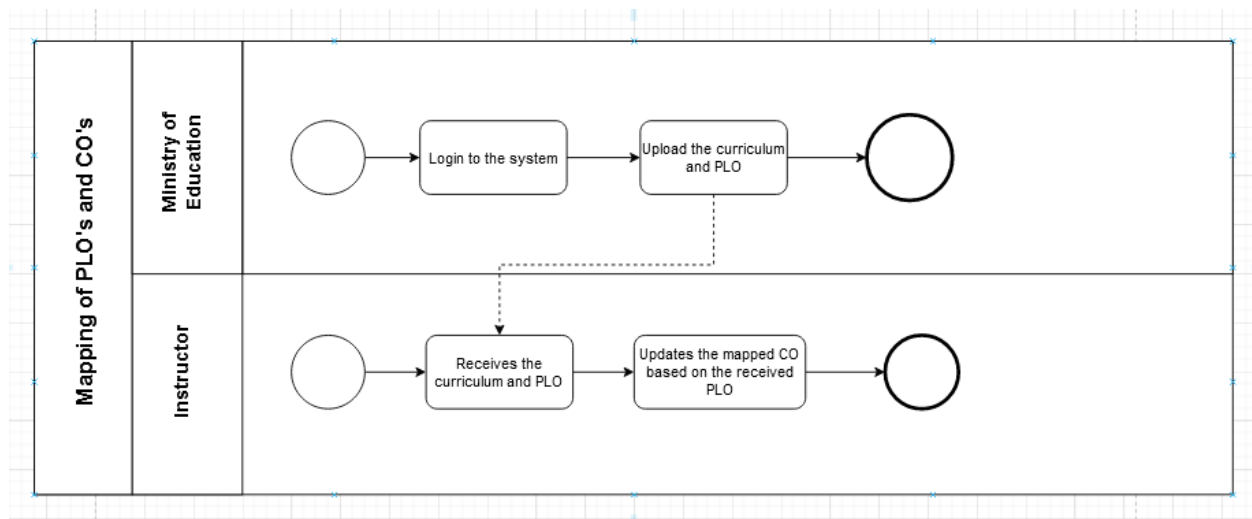 Mapping of PLO's and CO's
Ministry of
Education
Login to the system
Upload the curriculum
and PLO
Instructor
Receives the
curriculum and PLO
Updates the mapped CO
based on the received
PLO